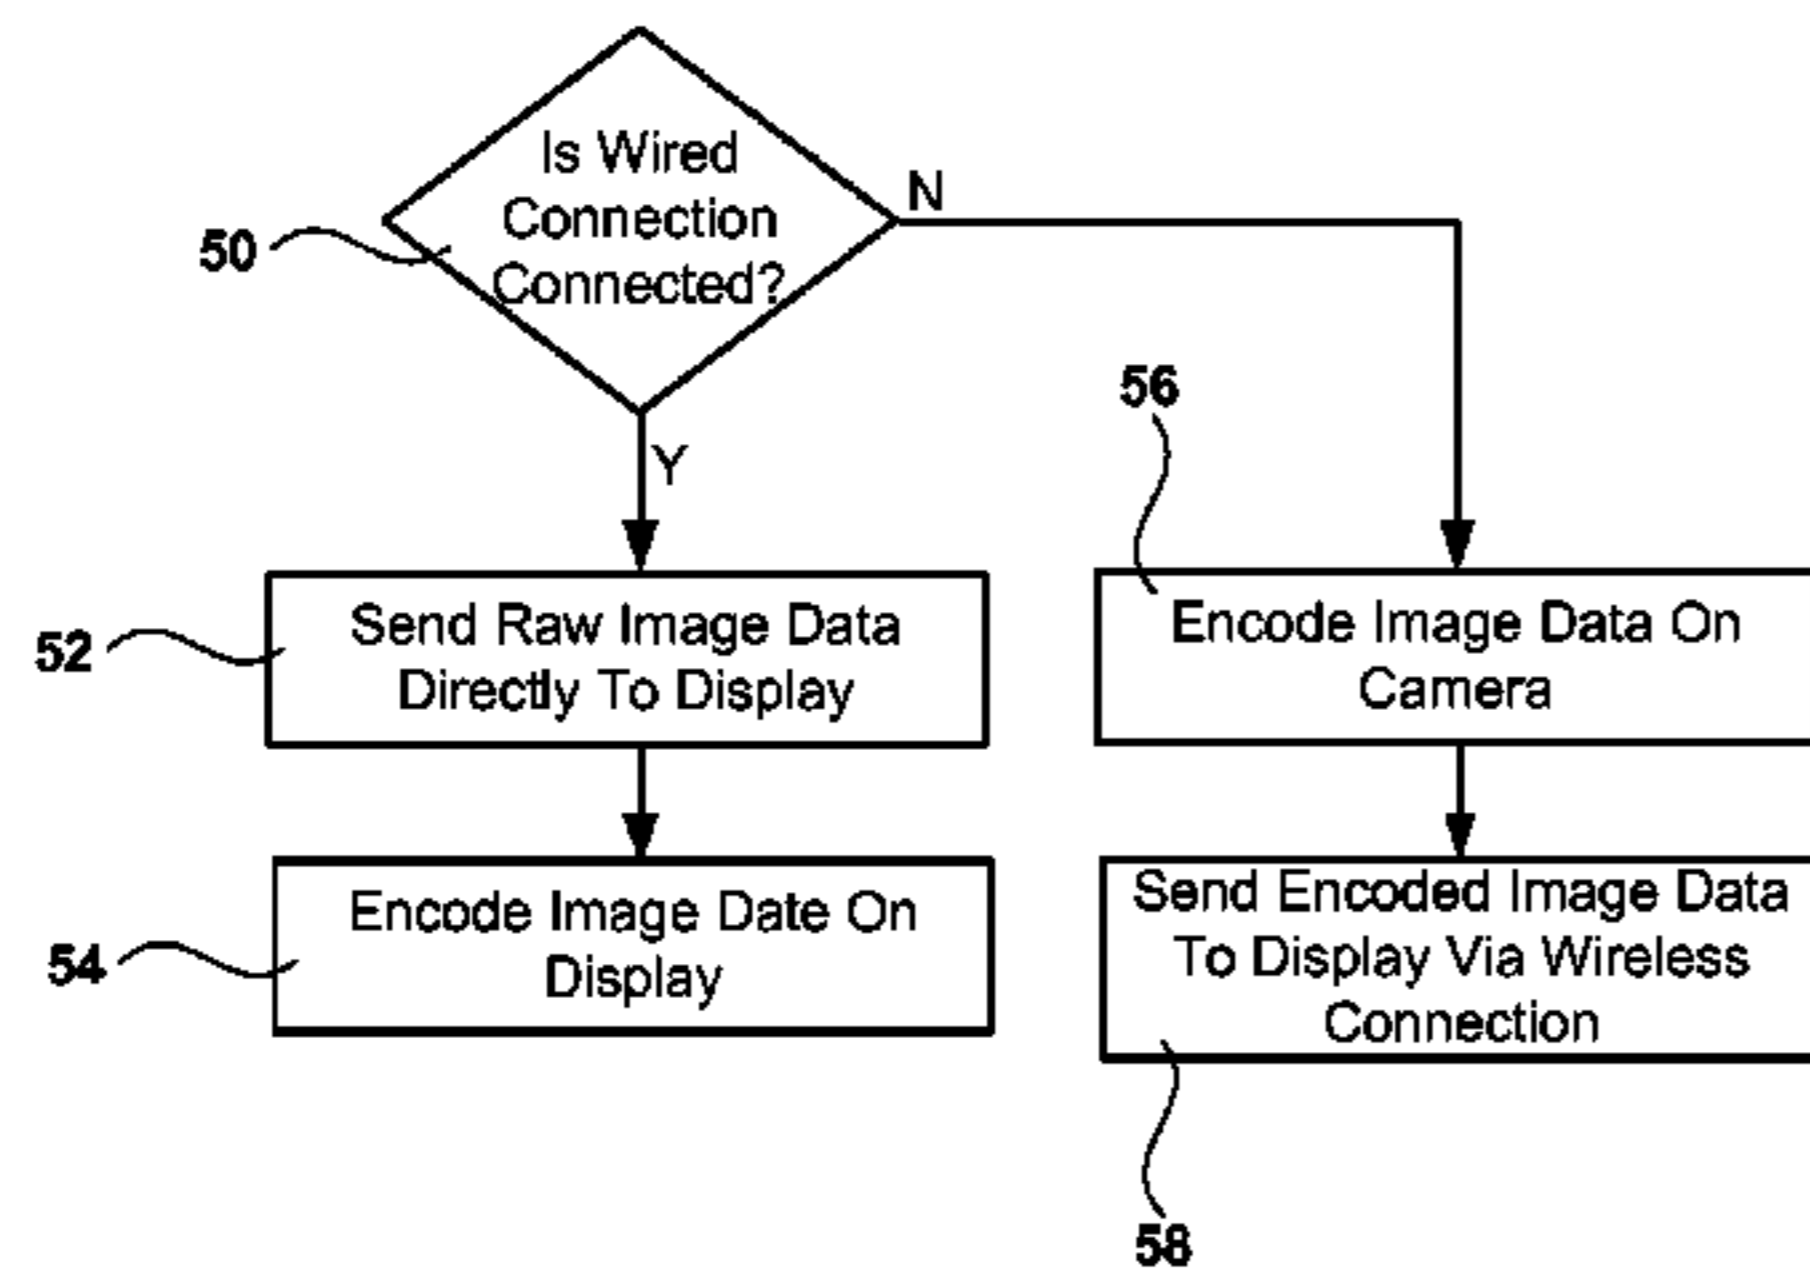 Is Wired
Connection
Connected?
50
N
Y
56
52
Send Raw Image Data
Directly To Display
Encode Image Data On
Camera
54
Encode Image Date On
Display
Send Encoded Image Data
To Display Via Wireless
Connection
58